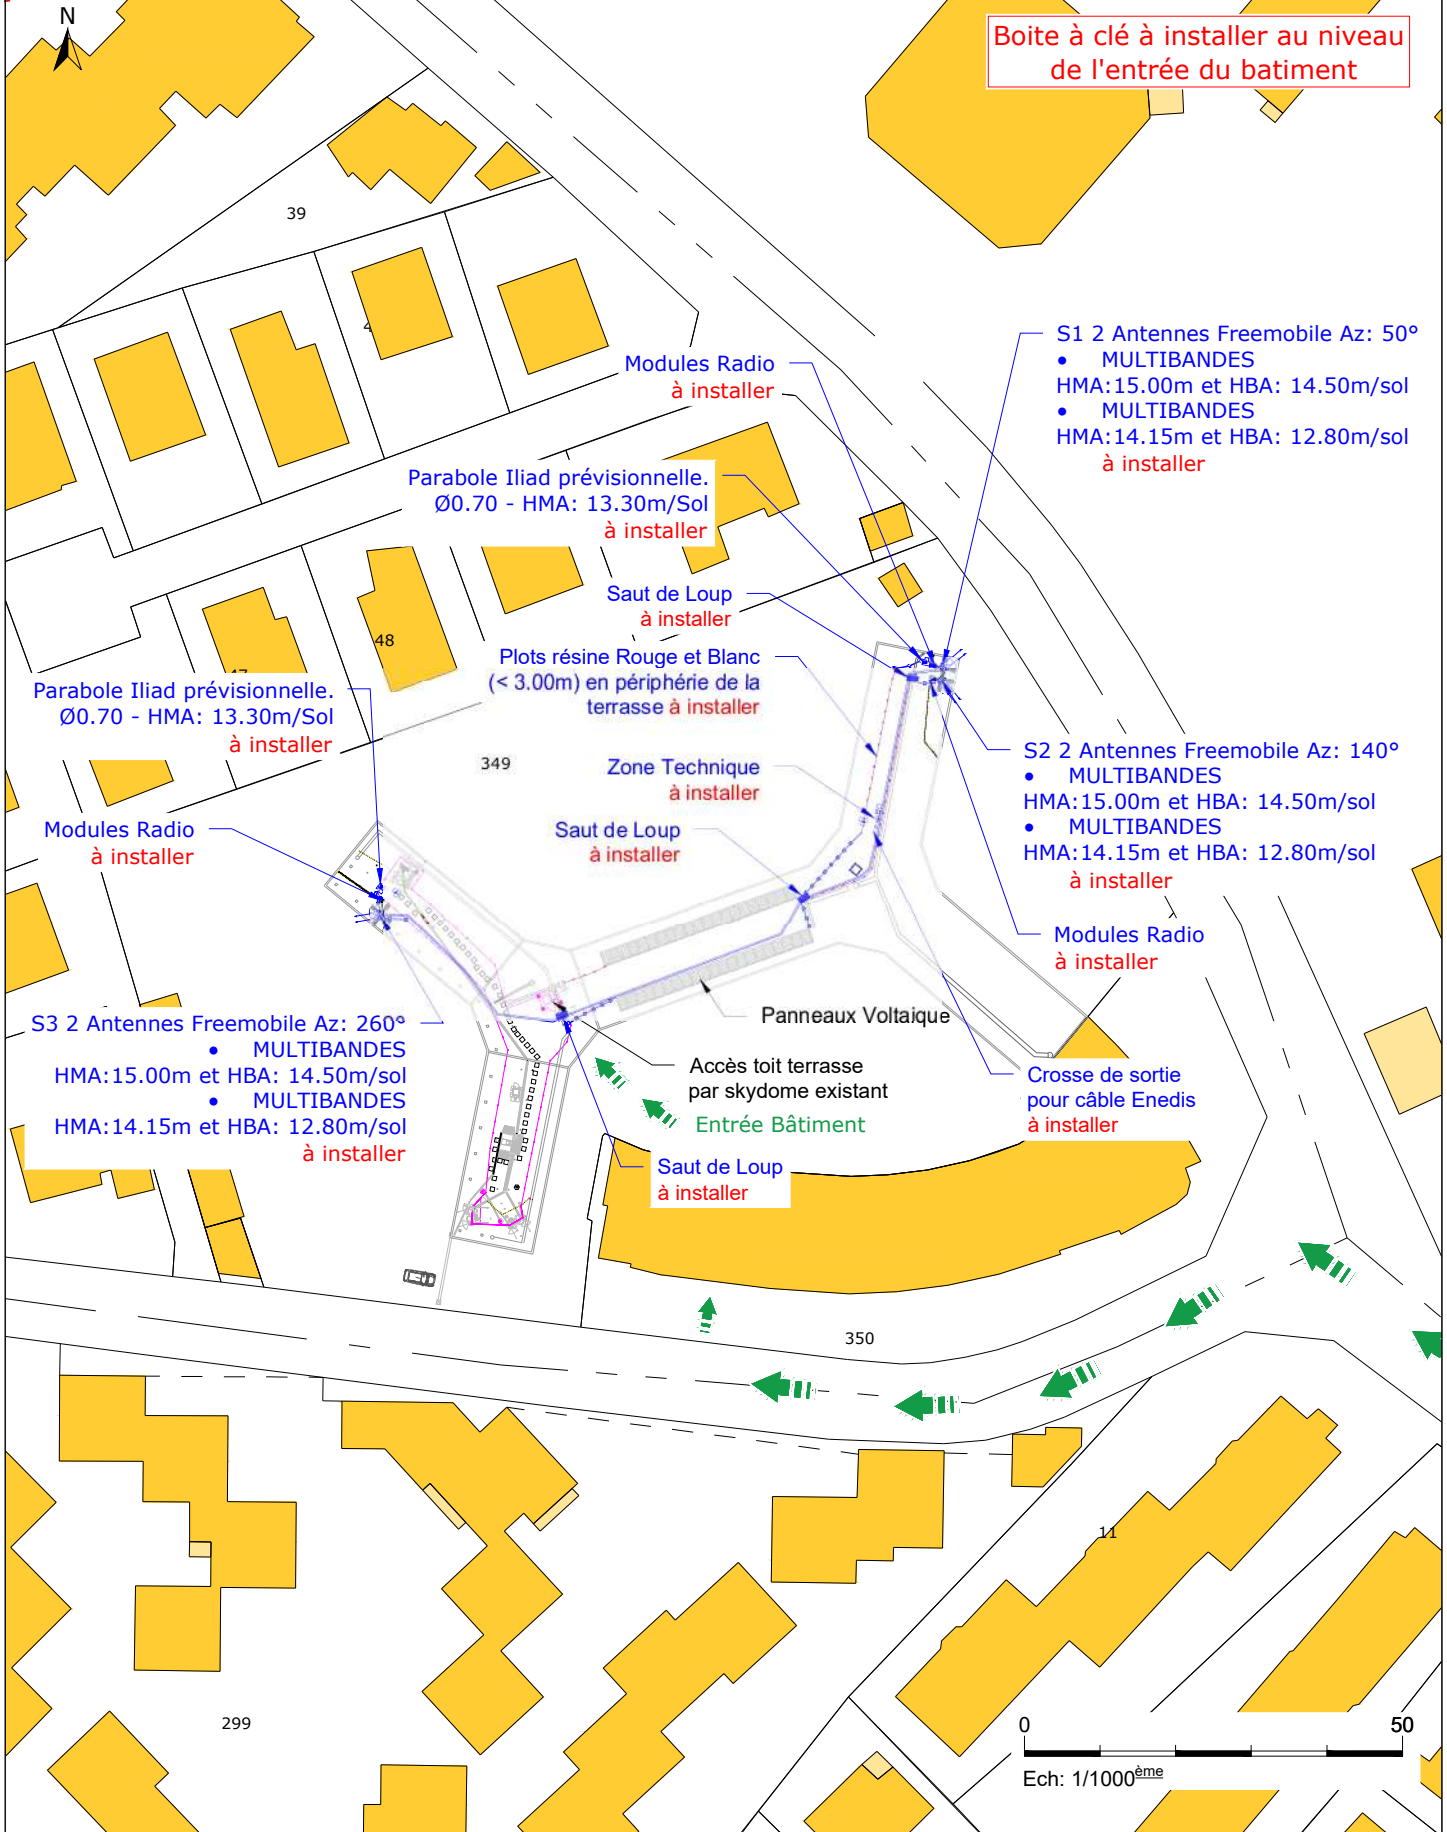 N
Boite à clé à installer au niveau
de l'entrée du batiment
39
4
S1 2 Antennes Freemobile Az: 50°
• MULTIBANDES
HMA:15.00m et HBA: 14.50m/sol
• MULTIBANDES
HMA:14.15m et HBA: 12.80m/sol
à installer
Modules Radio
à installer
Parabole Iliad prévisionnelle.
Ø0.70 - HMA: 13.30m/Sol
à installer
Saut de Loup
à installer
48
47
Plots résine Rouge et Blanc
(< 3.00m) en périphérie de la
terrasse à installer
Parabole Iliad prévisionnelle.
Ø0.70 - HMA: 13.30m/Sol
à installer
349
Zone Technique
à installer
S2 2 Antennes Freemobile Az: 140°
• MULTIBANDES
HMA:15.00m et HBA: 14.50m/sol
• MULTIBANDES
HMA:14.15m et HBA: 12.80m/sol
à installer
Modules Radio
à installer
Saut de Loup
à installer
Modules Radio
à installer
S3 2 Antennes Freemobile Az: 260°
• MULTIBANDES
HMA:15.00m et HBA: 14.50m/sol
• MULTIBANDES
HMA:14.15m et HBA: 12.80m/sol
à installer
Panneaux Voltaique
Accès toit terrasse
par skydome existant
Entrée Bâtiment
Crosse de sortie
pour câble Enedis
à installer
Saut de Loup
à installer
350
11
299
0 50
Ech: 1/1000ème